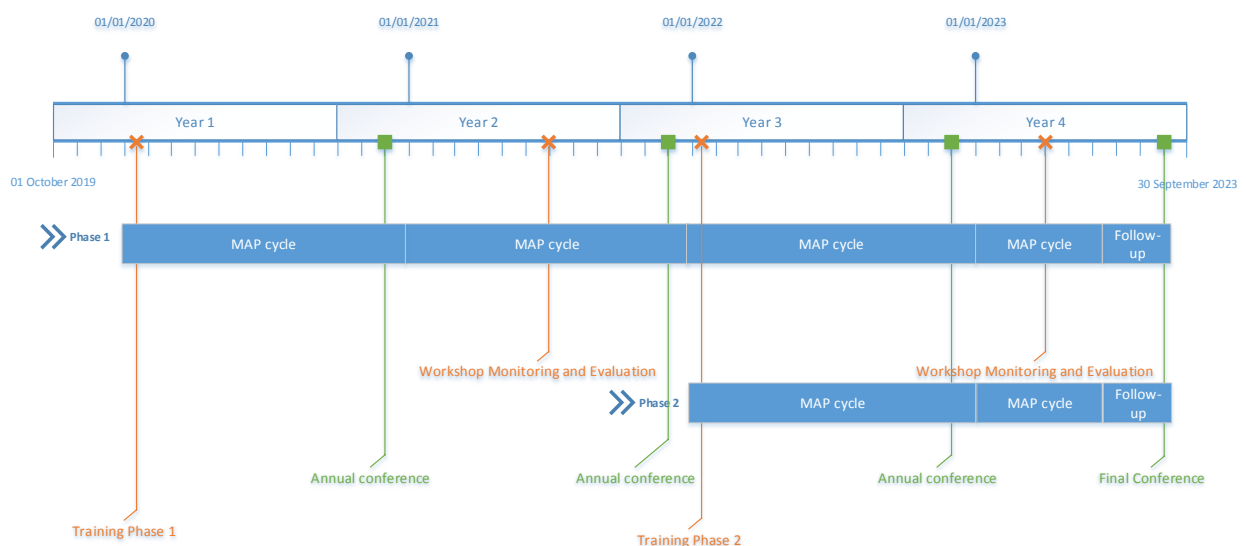 01/01/2020
01/01/2021
01/01/2022
01/01/2023
Year 1
Year 2
Year 3
Year 4
01 October 2019
30 September 2023
Phase 1
MAP cycle
MAP cycle
MAP cycle
MAP cycle
Follow-
up
Workshop Monitoring and Evaluation
Workshop Monitoring and Evaluation
Phase 2
MAP cycle
MAP cycle
Follow-
up
Annual conference
Annual conference
Annual conference
Final Conference
Training Phase 1
Training Phase 2